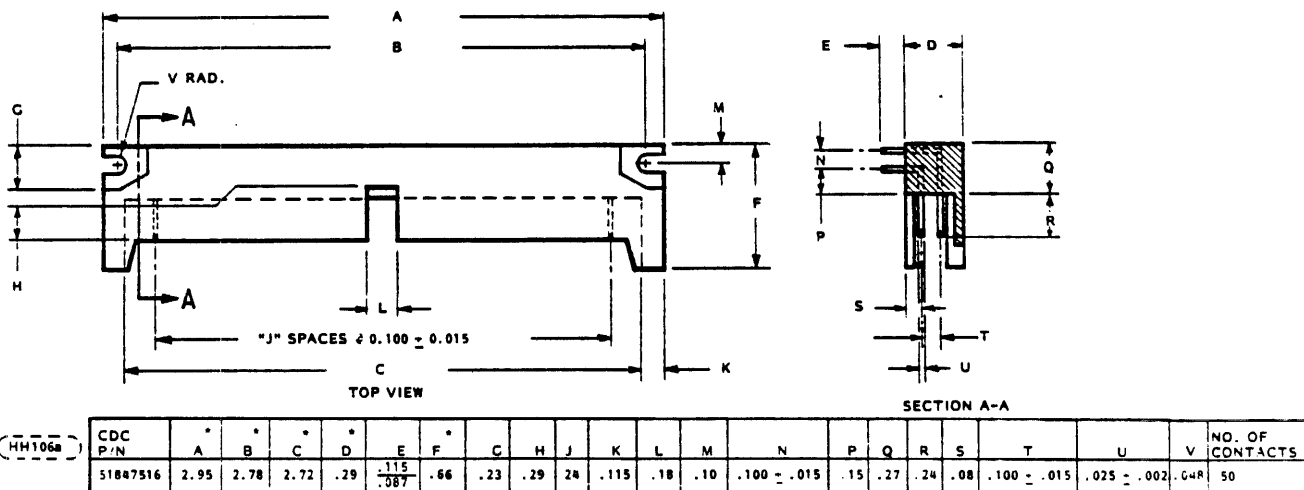 A
B
E
D
V RAD.
G
A
M
N
Q
F
P
R
H
A
S
L
"J" SPACES @ 0.100 ± 0.015
T
C
K
U
TOP VIEW
SECTION A-A
HH106a
CDC P/N A* B* C* D* E F* G H J K L M N P Q R S T U V NO. OF CONTACTS
51847516 2.95 2.78 2.72 .29 .115/.087 .66 .23 .29 24 .115 .18 .10 .100 ± .015 .15 .27 .24 .08 .100 ± .015 .025 ± .002 .048 50